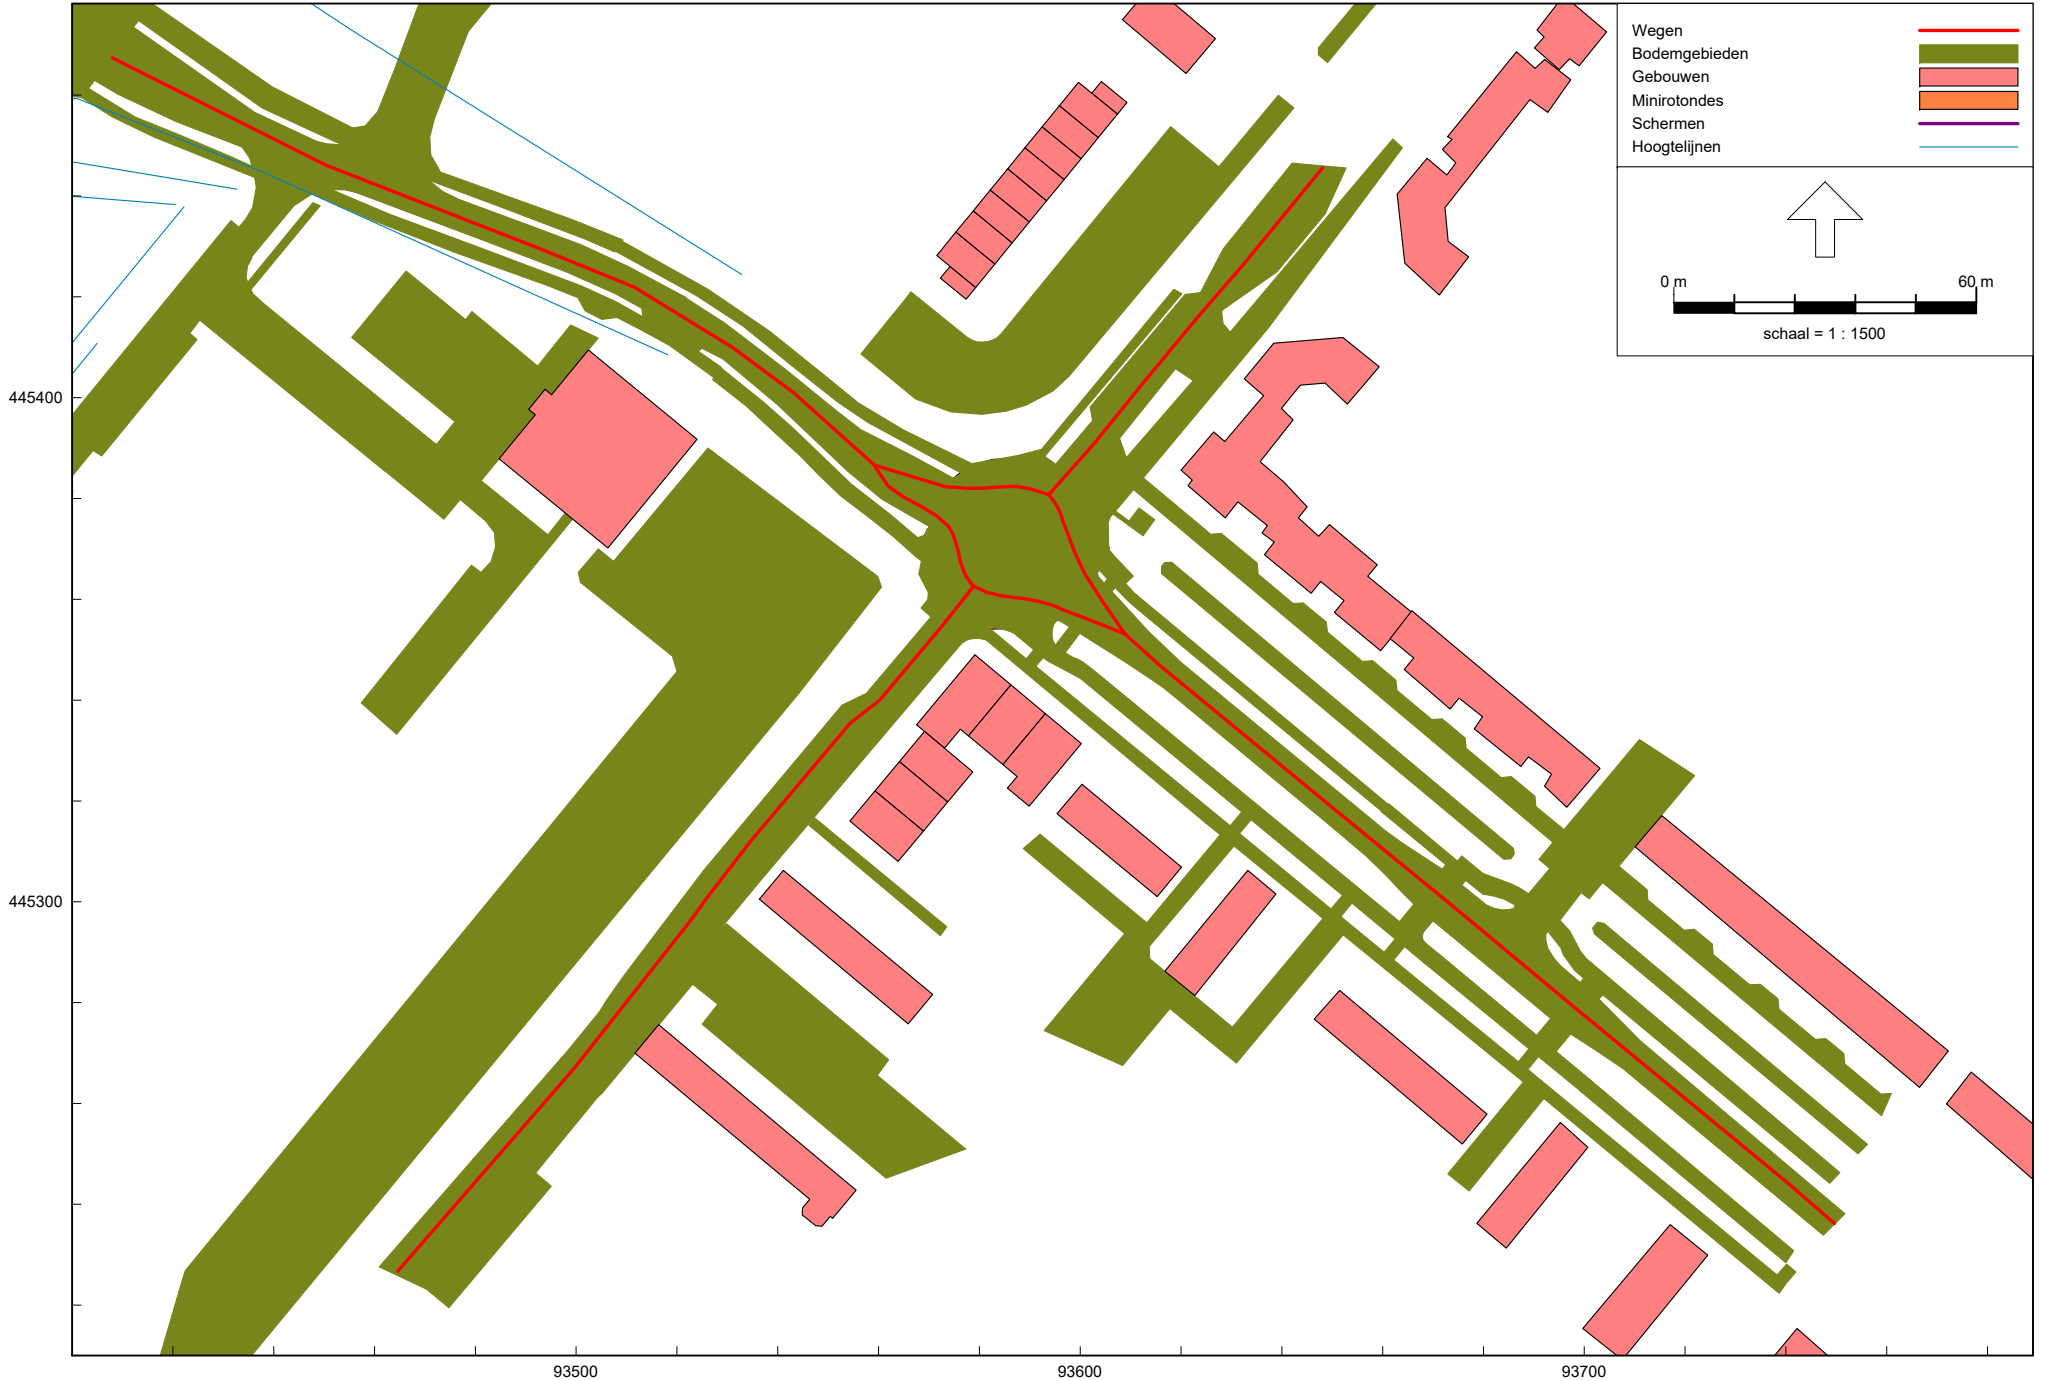 Wegen
Bodemgebieden
Gebouwen
Minirotondes
Schermen
Hoogtelijnen
0 m 60 m
schaal = 1 : 1500
445400
445300
93500 93600 93700